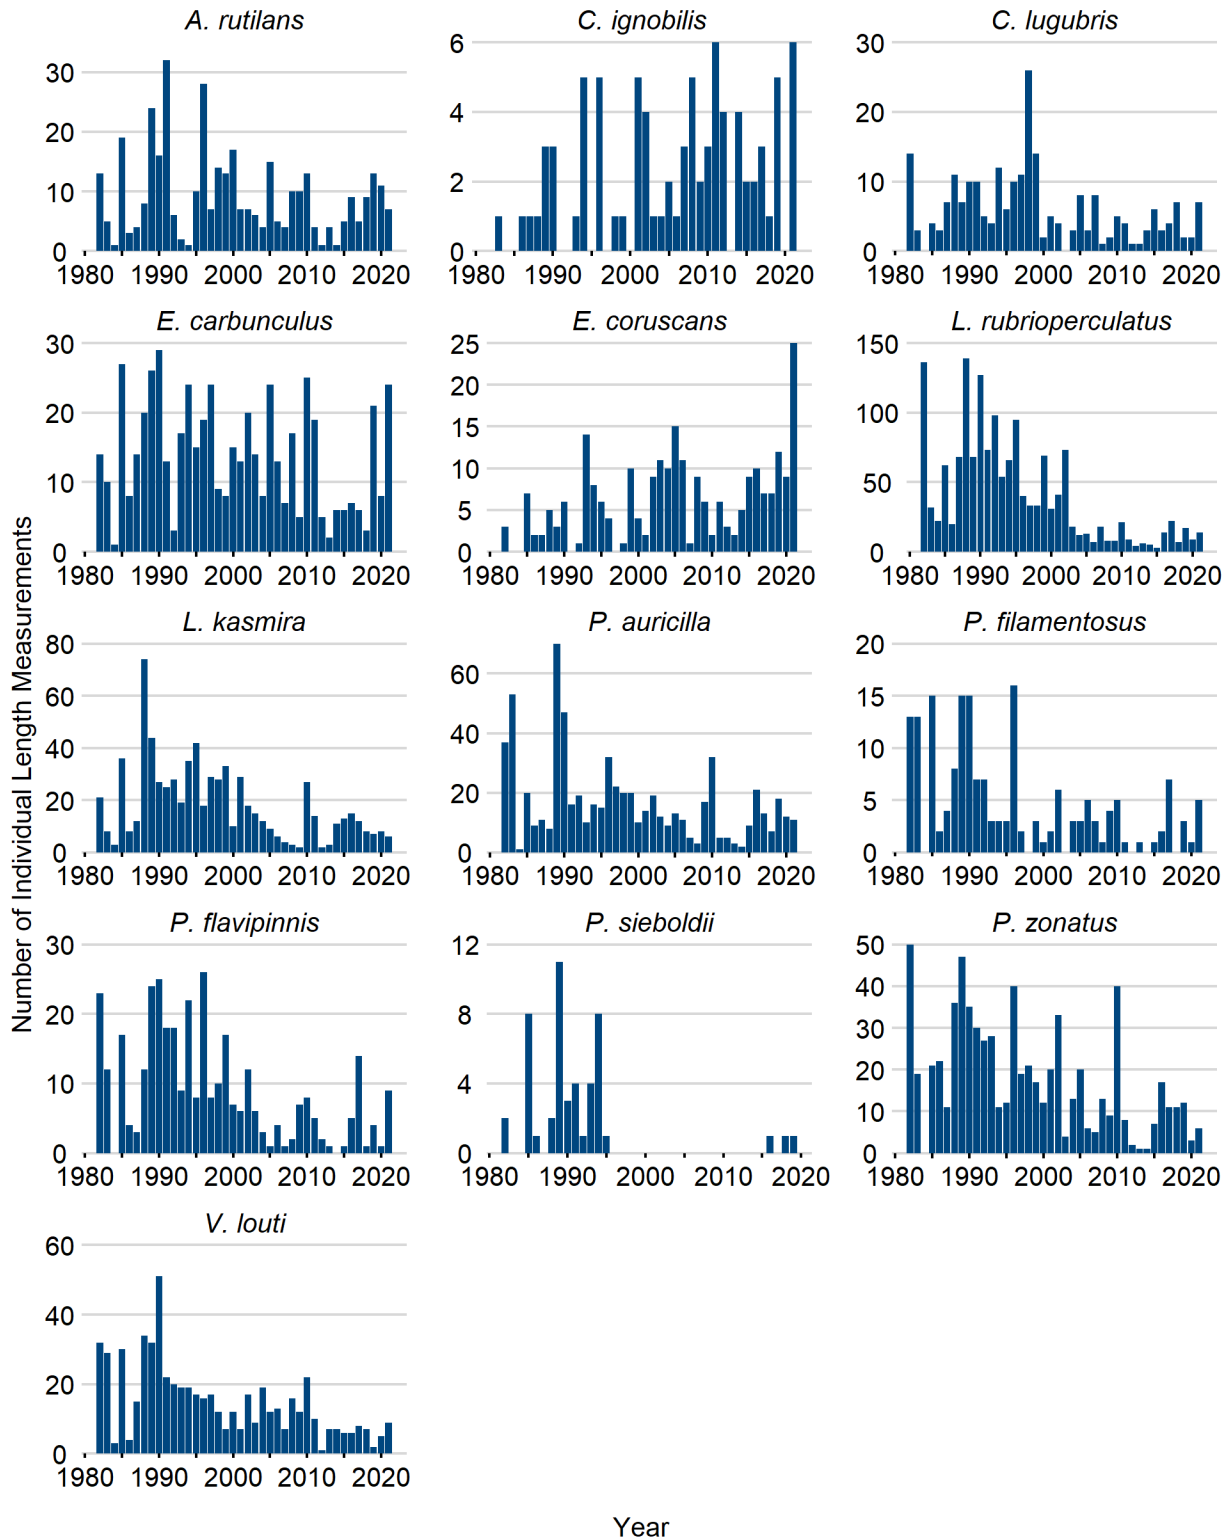 A. rutilans
C. ignobilis
C. lugubris
30
20
10
0
1980 1990 2000 2010 2020
6
4
2
0
1980 1990 2000 2010 2020
30
20
10
0
1980 1990 2000 2010 2020
E. carbunculus
E. coruscans
L. rubrioperculatus
30
20
10
0
1980 1990 2000 2010 2020
25
20
15
10
5
0
1980 1990 2000 2010 2020
150
100
50
0
1980 1990 2000 2010 2020
Number of Individual Length Measurements
L. kasmira
P. auricilla
P. filamentosus
80
60
40
20
0
1980 1990 2000 2010 2020
60
40
20
0
1980 1990 2000 2010 2020
20
15
10
5
0
1980 1990 2000 2010 2020
P. flavipinnis
P. sieboldii
P. zonatus
30
20
10
0
1980 1990 2000 2010 2020
12
8
4
0
1980 1990 2000 2010 2020
50
40
30
20
10
0
1980 1990 2000 2010 2020
V. louti
60
40
20
0
1980 1990 2000 2010 2020
Year